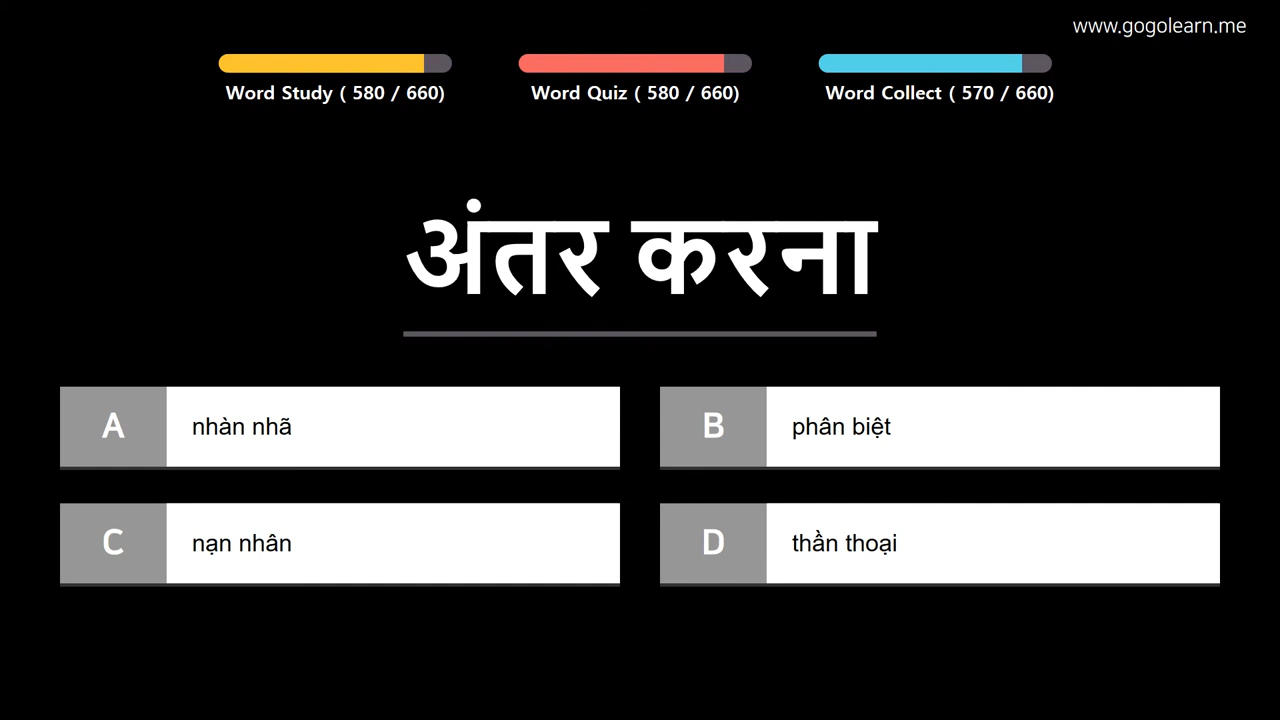 www.gogolearn.me
Word Study ( 580 / 660)
Word Quiz ( 580 / 660)
Word Collect ( 570 / 660)
अंतर करना
A
nhàn nhã
B
phân biệt
C
nạn nhân
D
thần thoại